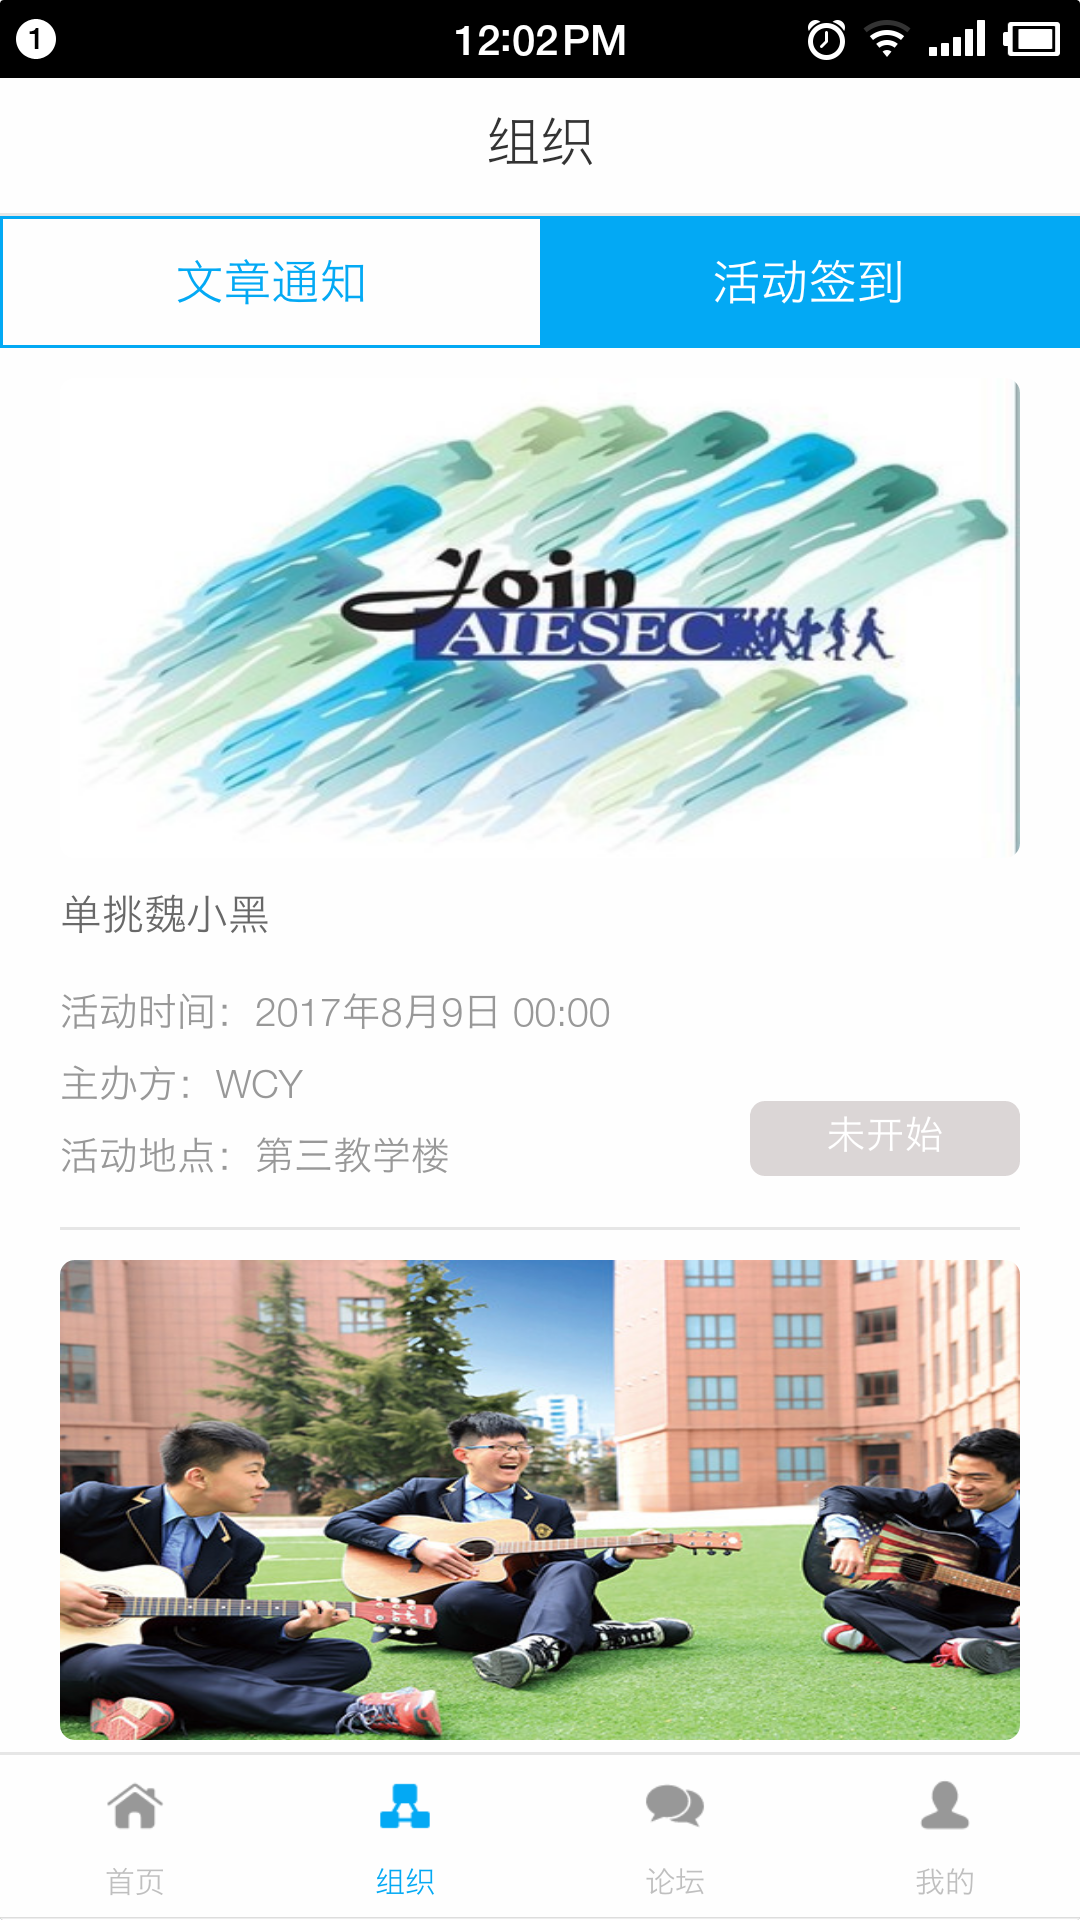 1
12:02PM
组织
文章通知
活动签到
Join
AIESEC
单挑魏小黑
活动时间：2017年8月9日 00:00
主办方：WCY
活动地点：第三教学楼
未开始
首页
组织
论坛
我的